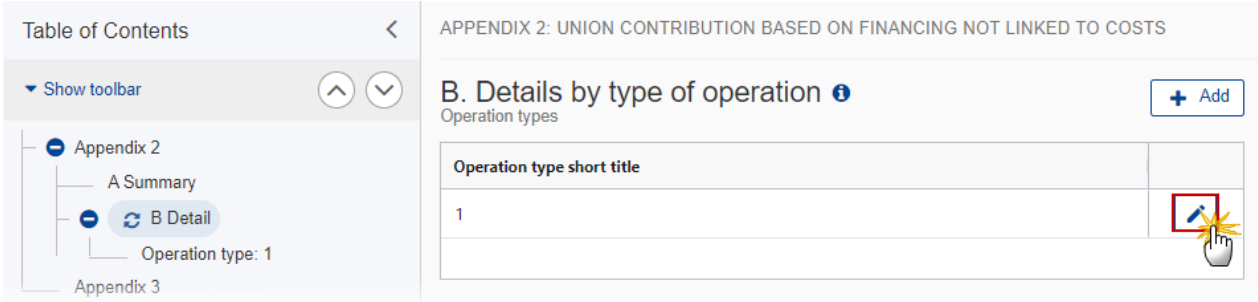 Table of Contents
Show toolbar
Appendix 2
A Summary
B Detail
Operation type: 1
Appendix 3
APPENDIX 2: UNION CONTRIBUTION BASED ON FINANCING NOT LINKED TO COSTS
B. Details by type of operation
Operation types
Add
Operation type short title
1